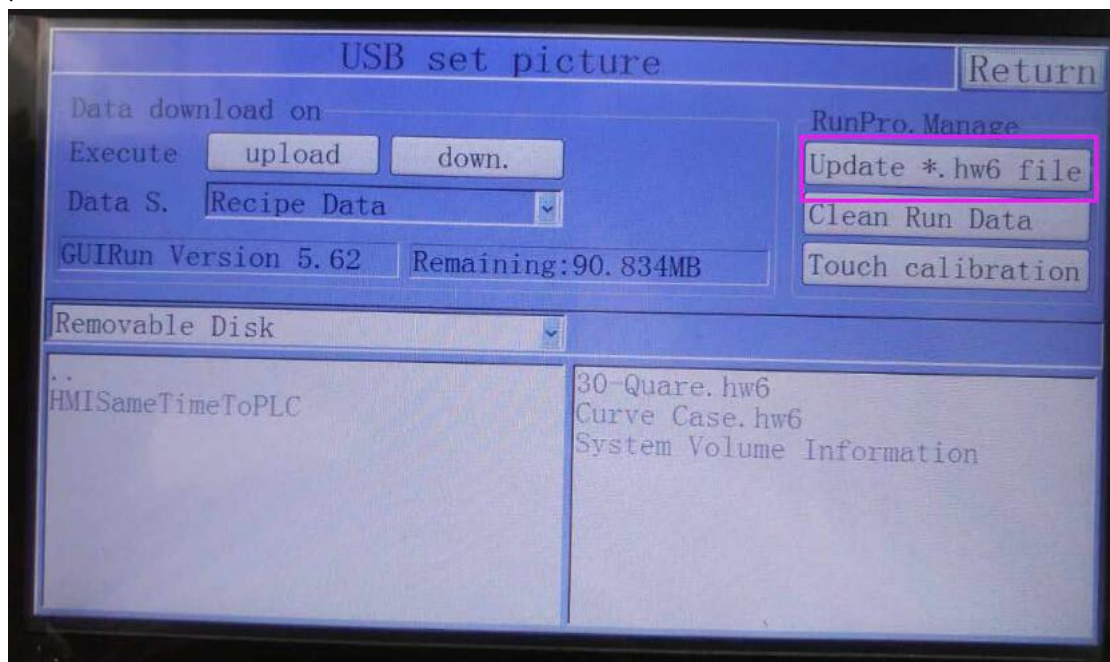 USB set picture
Return
Data download on
Execute
upload
down.
Data S.
Recipe Data
GUIRun Version 5.62
Remaining:90.834MB
RunPro.Manage
Update *.hw6 file
Clean Run Data
Touch calibration
Removable Disk
..
HMISameTimeToPLC
30-Quare.hw6
Curve Case.hw6
System Volume Information